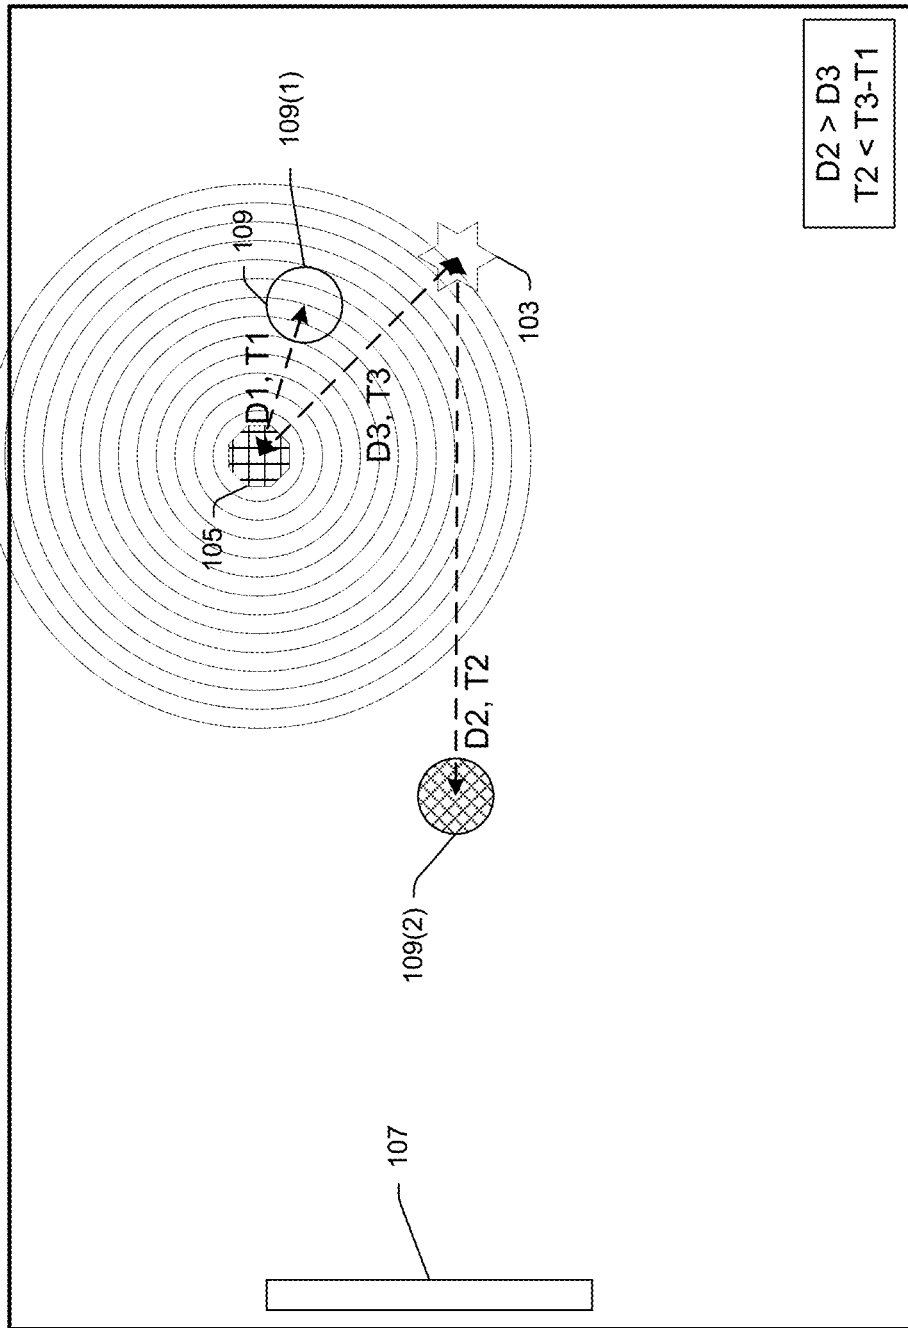 105
109
D1, T1
109(1)
D3, T3
107
109(2)
D2, T2
103
D2 > D3
T2 < T3-T1